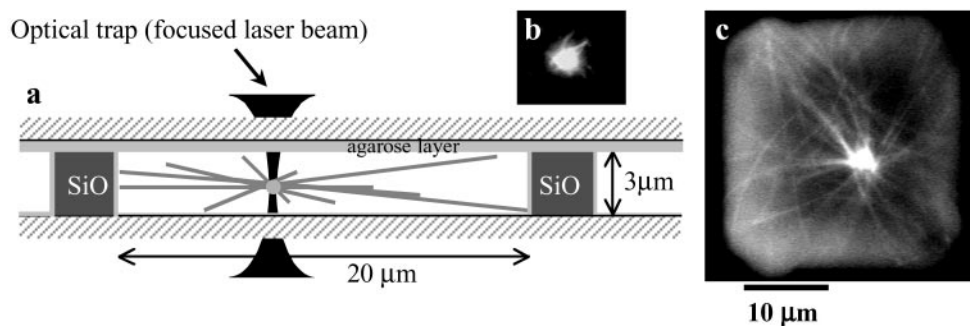 Optical trap (focused laser beam)
a
b
c
agarose layer
SiO
SiO
3μm
20 μm
10 μm